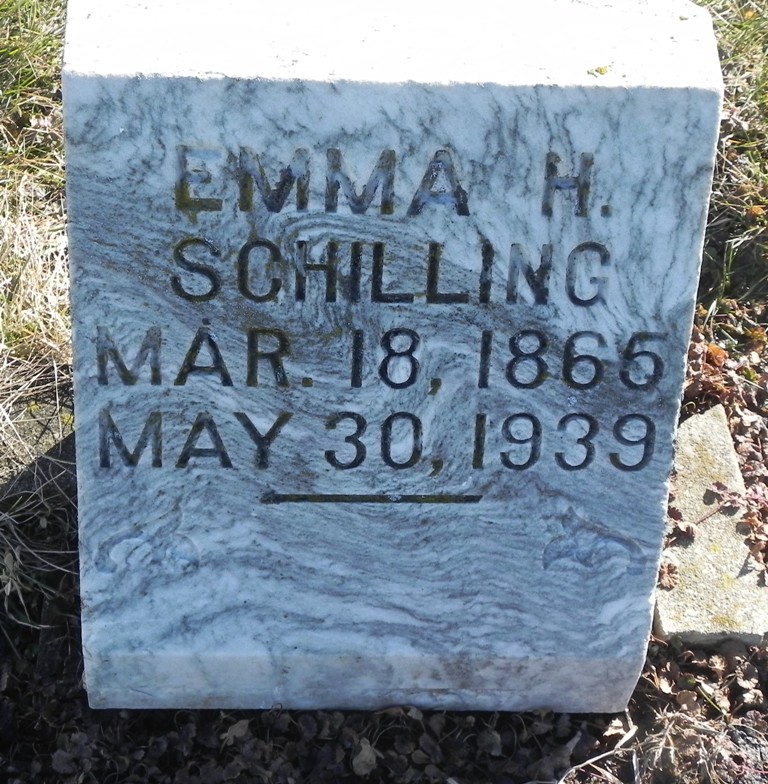 EMMA H.
SCHILLING
MAR. 18, 1865
MAY 30, 1939